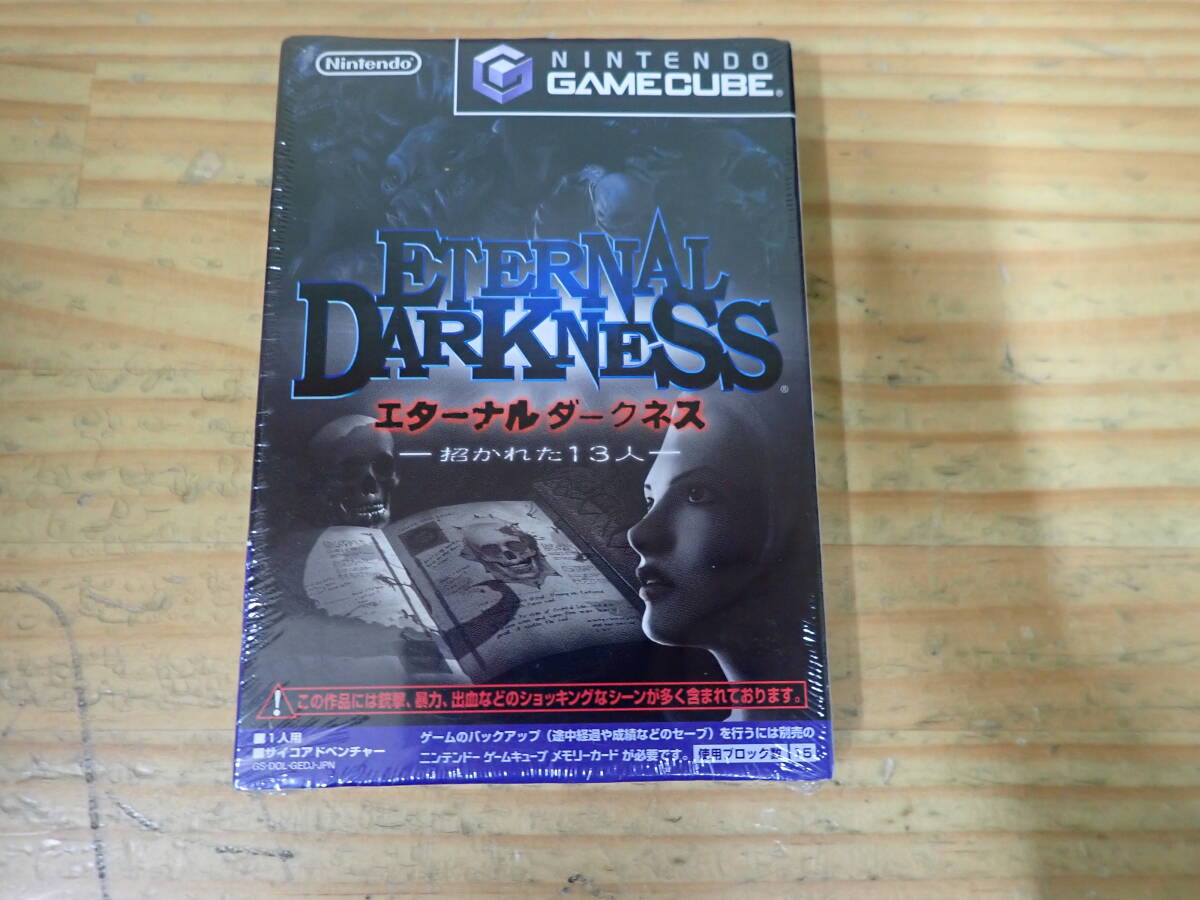 Nintendo
NINTENDO
GAMECUBE®
ETERNAL
DARKNESS®
エターナルダークネス
ー招かれた13人ー
この作品には銃撃、暴力、出血などのショッキングなシーンが多く含まれております。
■1人用
■サイコアドベンチャー
GS-DOL-GEDJ-JPN
ゲームのバックアップ（途中経過や成績などのセーブ）を行うには別売の
ニンテンドーゲームキューブ メモリーカードが必要です。 使用ブロック数 15